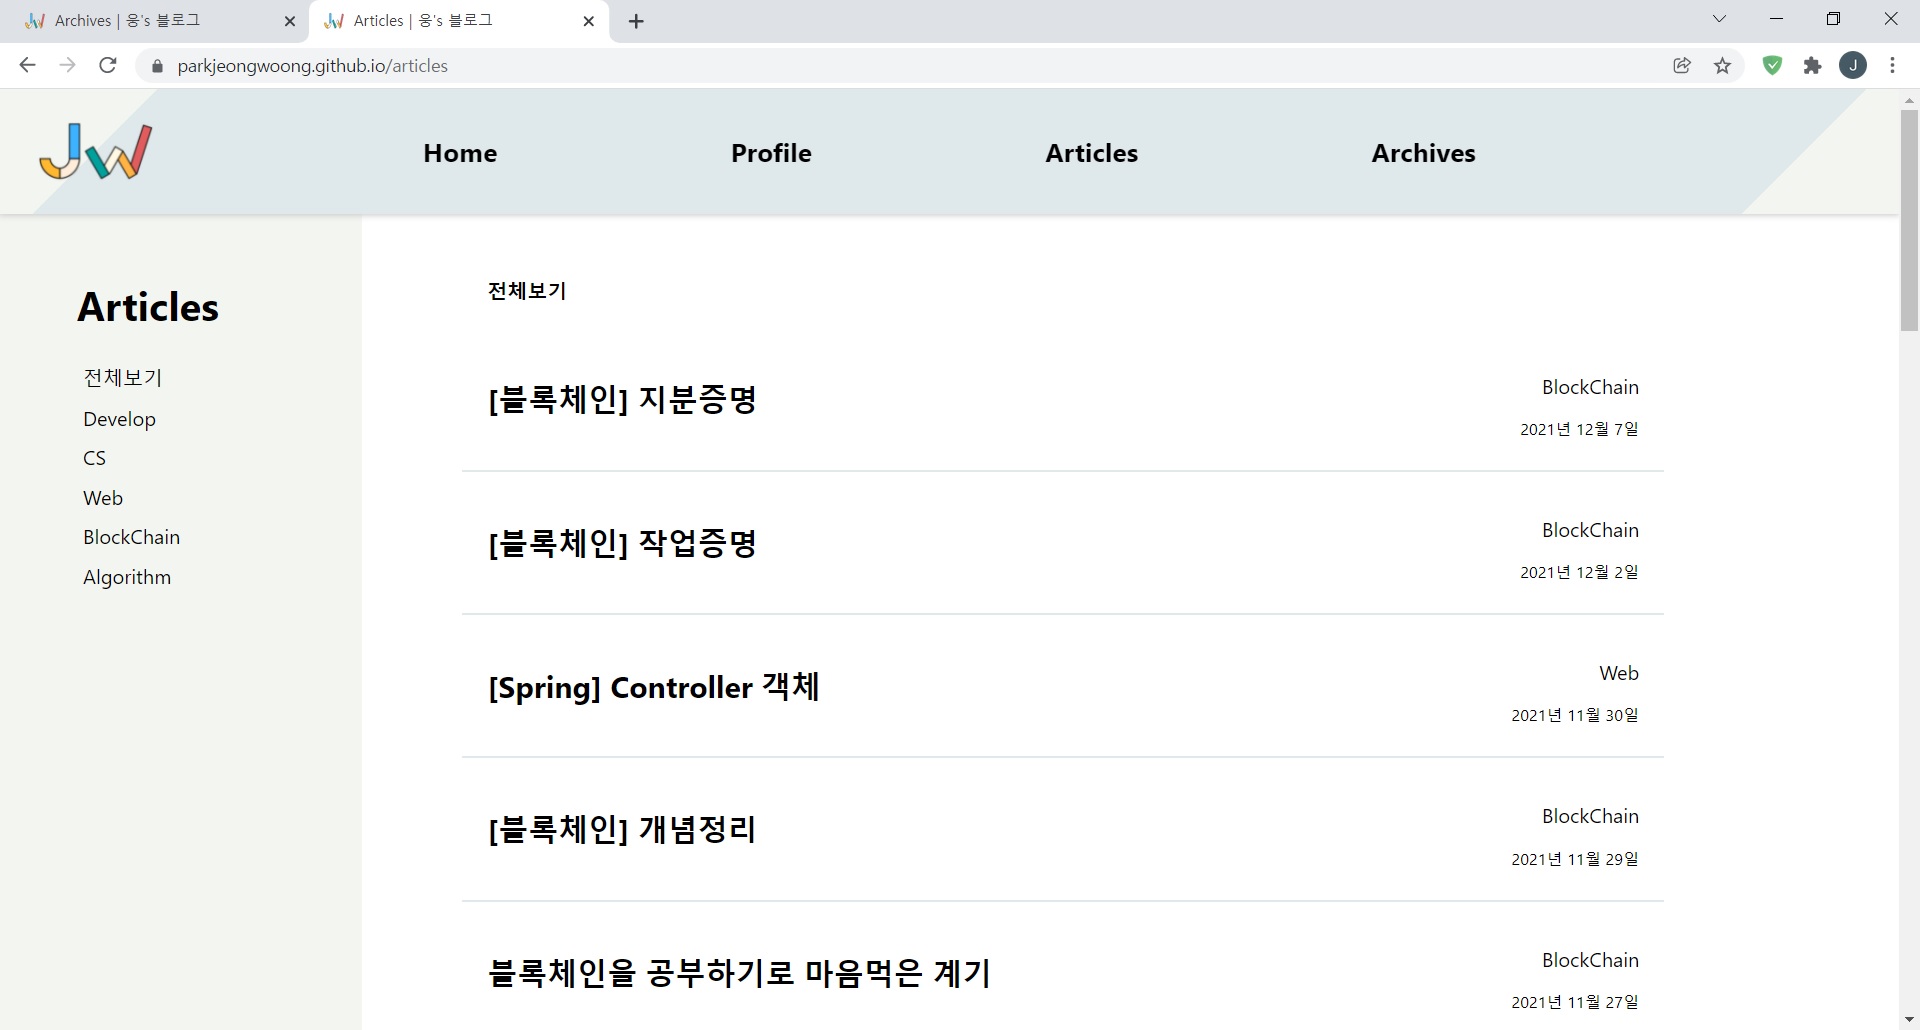 Archives | 웅's 블로그
Articles | 웅's 블로그
parkjeongwoong.github.io/articles
J
JW
Home
Profile
Articles
Archives
Articles
전체보기
Develop
CS
Web
BlockChain
Algorithm
전체보기
[블록체인] 지분증명
BlockChain
2021년 12월 7일
[블록체인] 작업증명
BlockChain
2021년 12월 2일
[Spring] Controller 객체
Web
2021년 11월 30일
[블록체인] 개념정리
BlockChain
2021년 11월 29일
블록체인을 공부하기로 마음먹은 계기
BlockChain
2021년 11월 27일